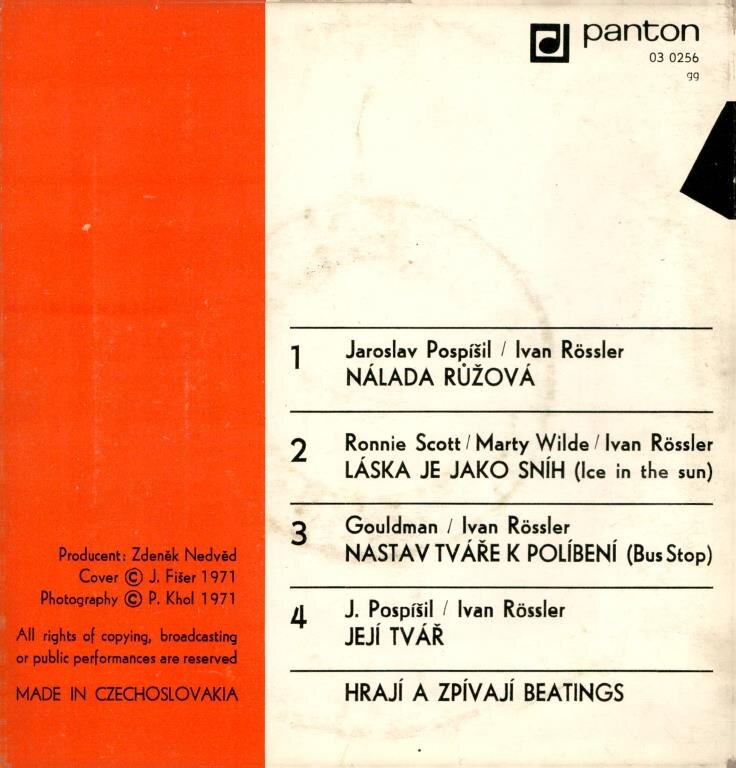 panton
03 0256
99
1
Jaroslav Pospíšil / Ivan Rössler
NÁLADA RŮŽOVÁ
2
Ronnie Scott / Marty Wilde / Ivan Rössler
LÁSKA JE JAKO SNÍH (Ice in the sun)
3
Gouldman / Ivan Rössler
NASTAV TVÁŘE K POLÍBENÍ (Bus Stop)
4
J. Pospíšil / Ivan Rössler
JEJÍ TVÁŘ
HRAJÍ A ZPÍVAJÍ BEATINGS
Producent: Zdeněk Nedvěd
Cover © J. Fišer 1971
Photography © P. Khol 1971
All rights of copying, broadcasting
or public performances are reserved
MADE IN CZECHOSLOVAKIA